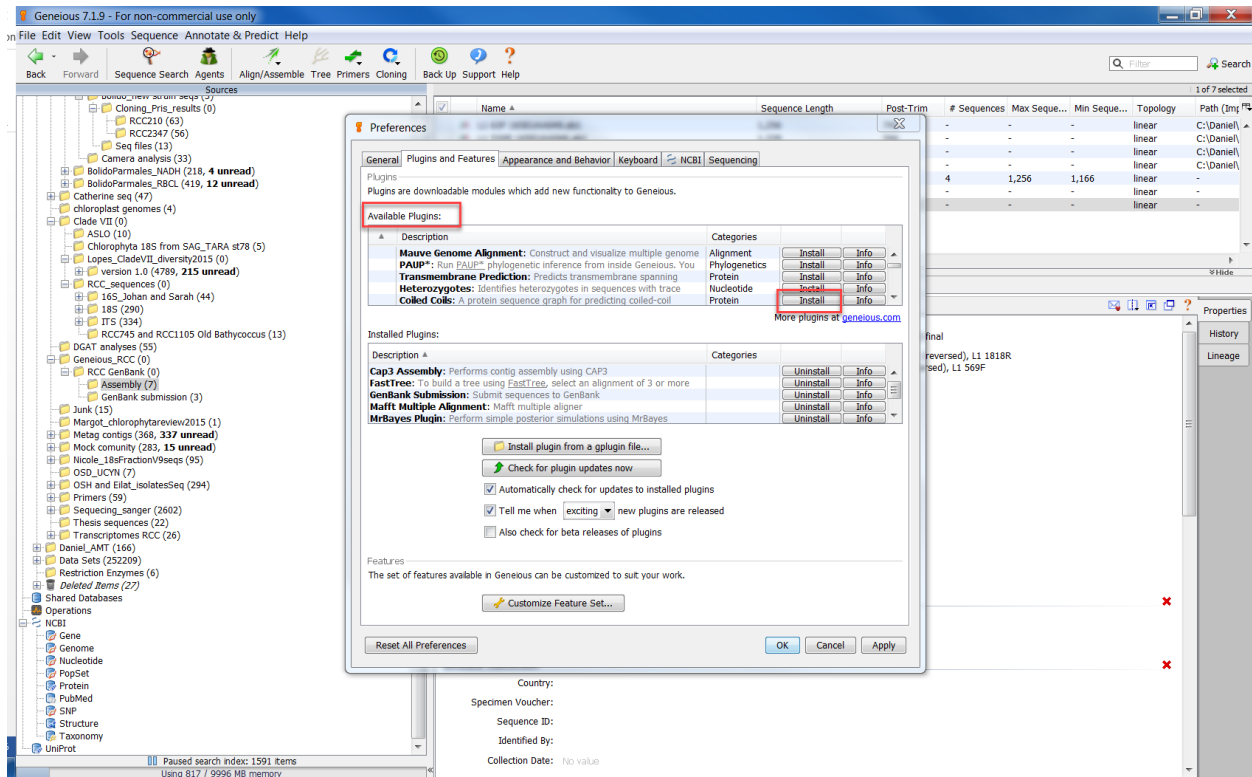 Geneious 7.1.9 - For non-commercial use only
File Edit View Tools Sequence Annotate & Predict Help
Back Forward Sequence Search Agents Align/Assemble Tree Primers Cloning Back Up Support Help
Filter Search
Sources
1 of 7 selected
Name Sequence Length Post-Trim # Sequences Max Seque... Min Seque... Topology Path (Imp
- - - linear C:\Daniel\
- - - linear C:\Daniel\
- - - linear C:\Daniel\
- - - linear C:\Daniel\
4 1,256 1,166 linear -
- - - linear -
- - - linear -
Hide
Cloning_Pris_results (0)
RCC210 (63)
RCC2347 (56)
Seq files (13)
Camera analysis (33)
BolidoParmales_NADH (218, 4 unread)
BolidoParmales_RBCL (419, 12 unread)
Catherine seq (47)
chloroplast genomes (4)
Clade VII (0)
ASLO (10)
Chlorophyta 18S from SAG_TARA st78 (5)
Lopes_CladeVII_diversity2015 (0)
version 1.0 (4789, 215 unread)
RCC_sequences (0)
16S_Johan and Sarah (44)
18S (290)
ITS (334)
RCC745 and RCC1105 Old Bathycoccus (13)
DGAT analyses (55)
Geneious_RCC (0)
RCC GenBank (0)
Assembly (7)
GenBank submission (3)
Junk (15)
Margot_chlorophytareview2015 (1)
Metag contigs (368, 337 unread)
Mock comunity (283, 15 unread)
Nicole_18sFractionV9seqs (95)
OSD_UCYN (7)
OSH and Eilat_isolatesSeq (294)
Primers (59)
Sequecing_sanger (2602)
Thesis sequences (22)
Transcriptomes RCC (26)
Daniel_AMT (166)
Data Sets (252209)
Restriction Enzymes (6)
Deleted Items (27)
Shared Databases
Operations
NCBI
Gene
Genome
Nucleotide
PopSet
Protein
PubMed
SNP
Structure
Taxonomy
UniProt
Paused search index: 1591 items
Using 817 / 9996 MB memory
Preferences
General Plugins and Features Appearance and Behavior Keyboard NCBI Sequencing
Plugins
Plugins are downloadable modules which add new functionality to Geneious.
Available Plugins:
Description Categories
Mauve Genome Alignment: Construct and visualize multiple genome Alignment Install Info
PAUP*: Run PAUP* phylogenetic inference from inside Geneious. You Phylogenetics Install Info
Transmembrane Prediction: Predicts transmembrane spanning Protein Install Info
Heterozygotes: Identifies heterozygotes in sequences with trace Nucleotide Install Info
Coiled Coils: A protein sequence graph for predicting coiled-coil Protein Install Info
More plugins at geneious.com
Installed Plugins:
Description Categories
Cap3 Assembly: Performs contig assembly using CAP3 Uninstall Info
FastTree: To build a tree using FastTree, select an alignment of 3 or more Uninstall Info
GenBank Submission: Submit sequences to GenBank Uninstall Info
Mafft Multiple Alignment: Mafft multiple aligner Uninstall Info
MrBayes Plugin: Perform simple posterior simulations using MrBayes Uninstall Info
Install plugin from a gplugin file...
Check for plugin updates now
Automatically check for updates to installed plugins
Tell me when exciting new plugins are released
Also check for beta releases of plugins
Features
The set of features available in Geneious can be customized to suit your work.
Customize Feature Set...
Reset All Preferences OK Cancel Apply
Properties
History
Lineage
final
reversed), L1 1818R
sed), L1 569F
Country:
Specimen Voucher:
Sequence ID:
Identified By:
Collection Date: No value